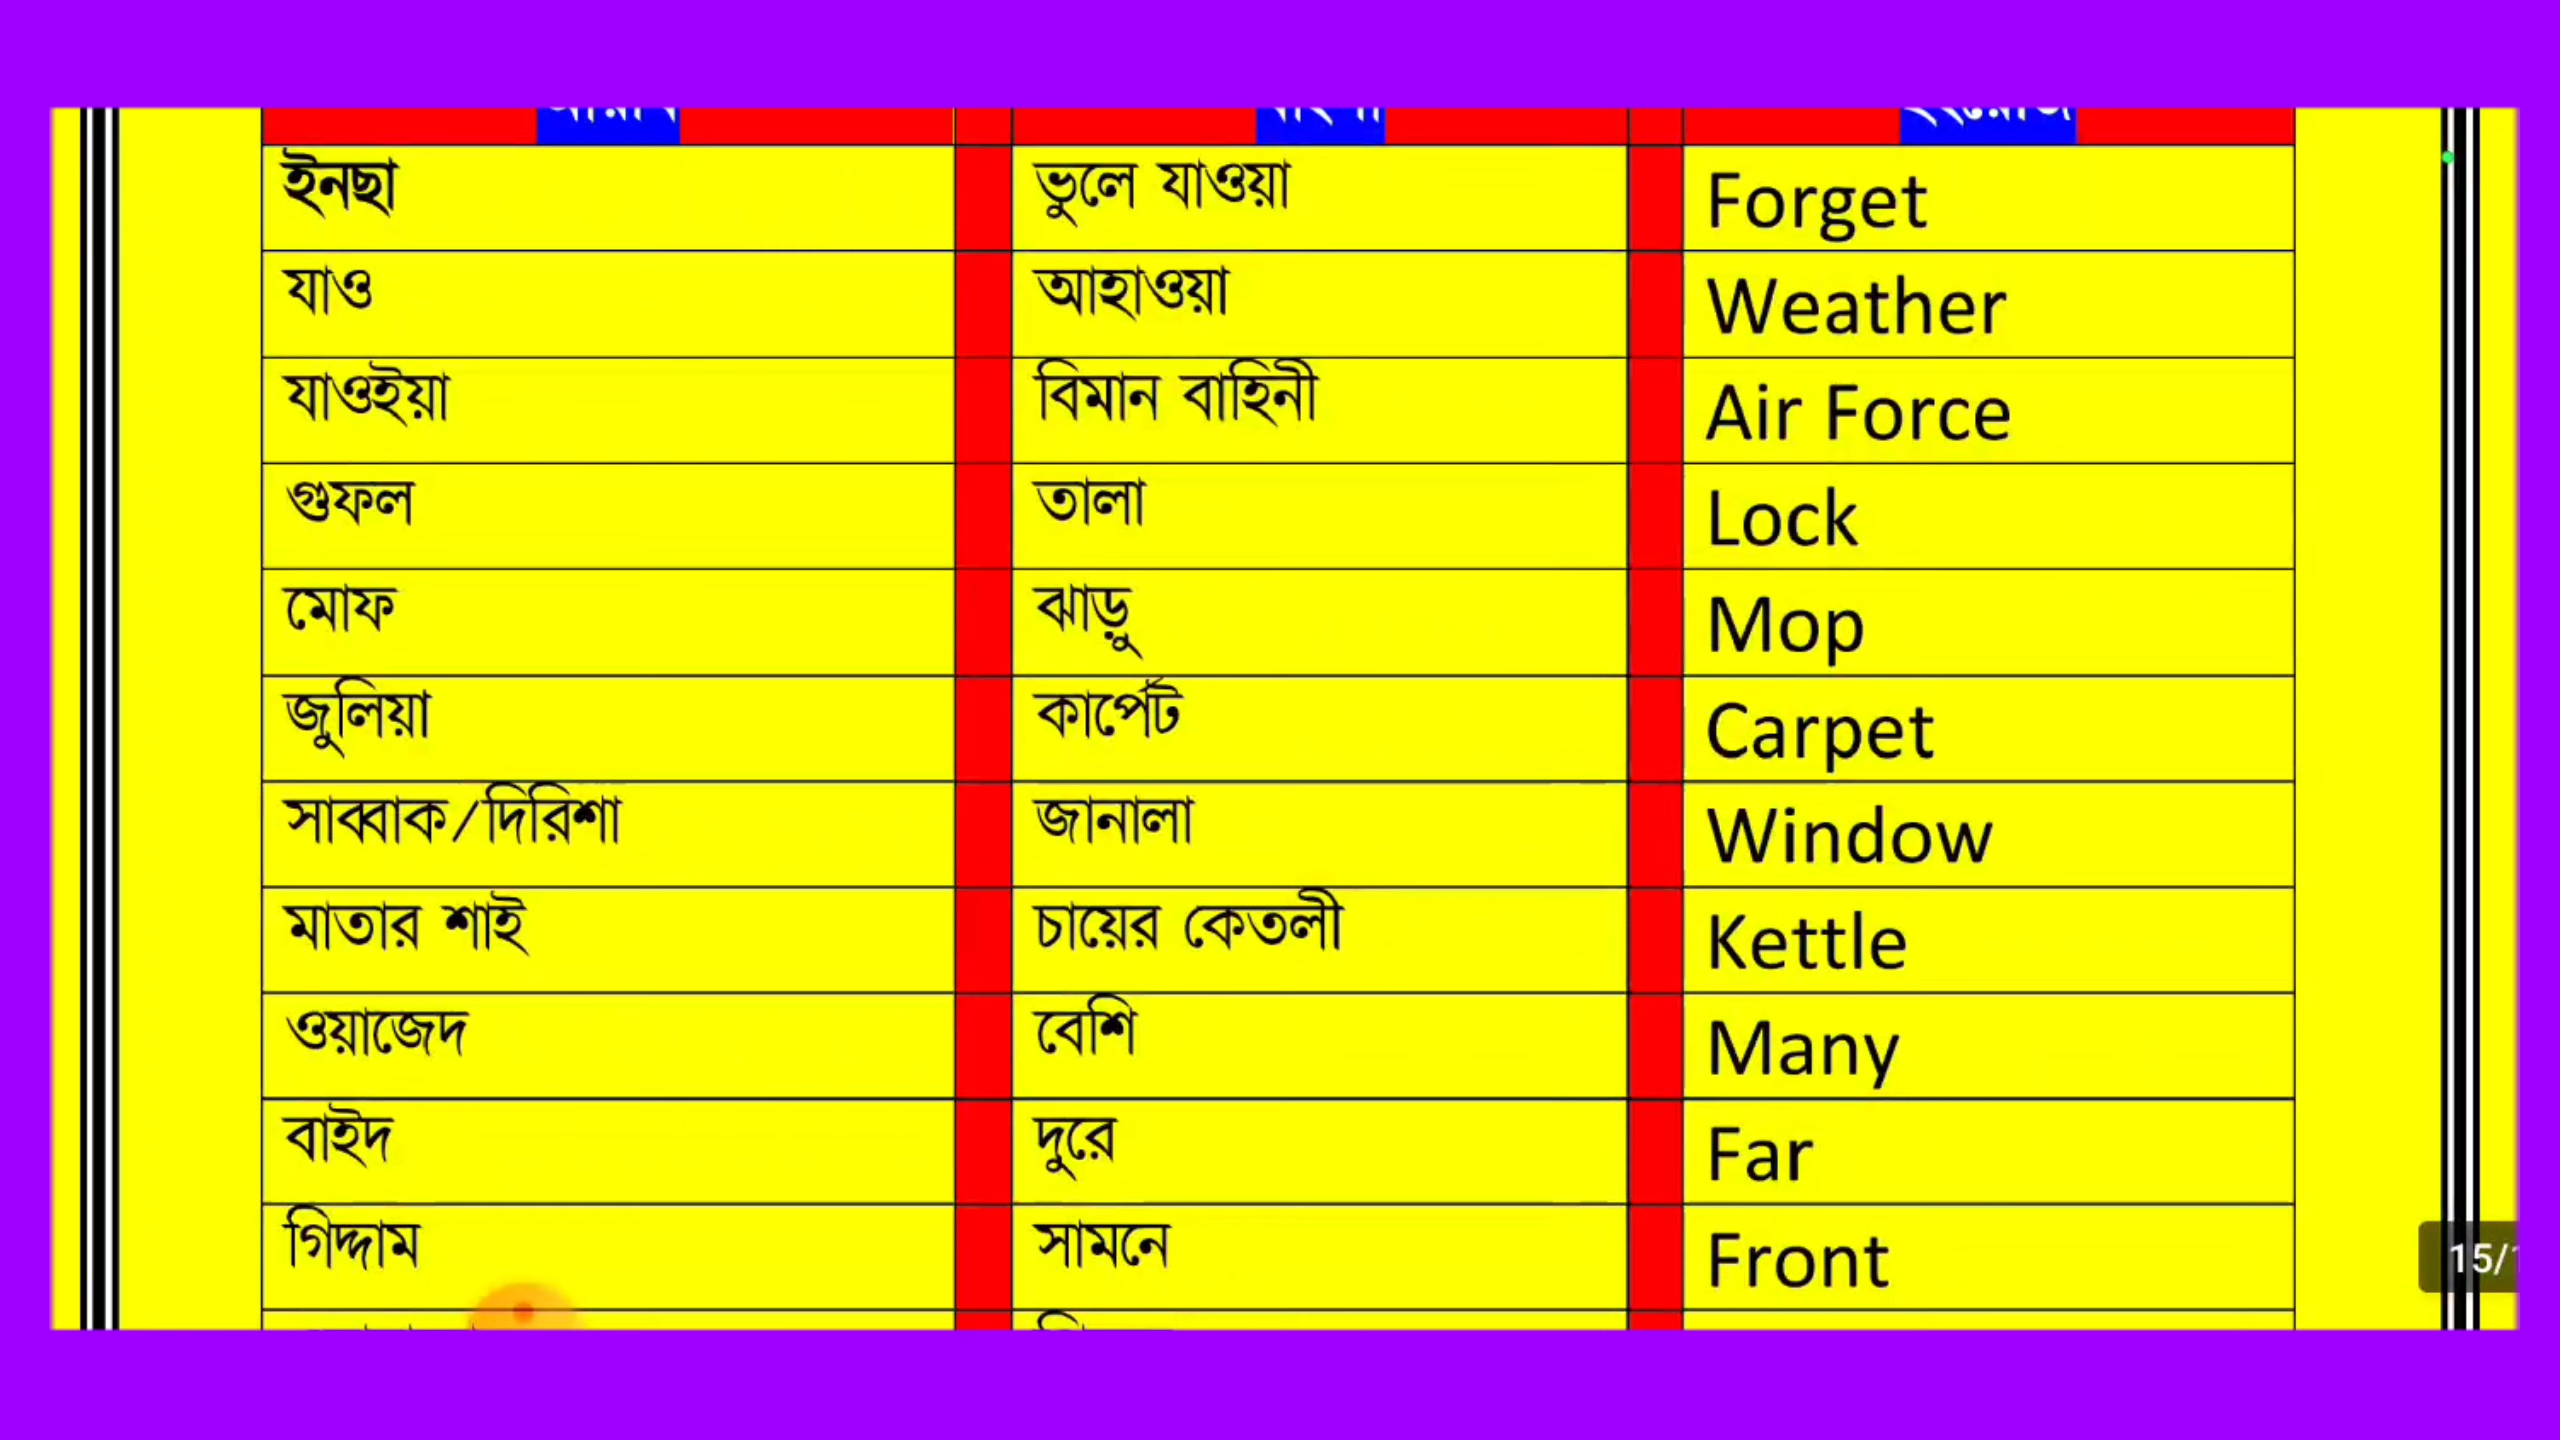 ইনছা ভুলে যাওয়া Forget
যাও আহাওয়া Weather
যাওইয়া বিমান বাহিনী Air Force
গুফল তালা Lock
মোফ ঝাড়ু Mop
জুলিয়া কার্পেট Carpet
সাব্বাক/দিরিশা জানালা Window
মাতার শাই চায়ের কেতলী Kettle
ওয়াজেদ বেশি Many
বাইদ দুরে Far
গিদ্দাম সামনে Front
15/